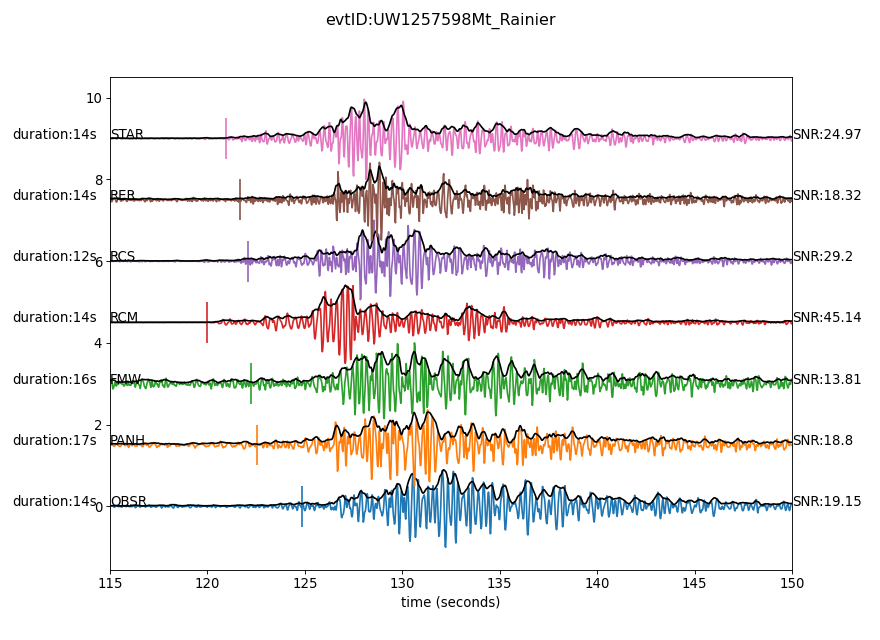 evtID:UW1257598Mt_Rainier
10
duration:14s STAR SNR:24.97
8
duration:14s RER SNR:18.32
duration:12s RCS SNR:29.2
6
duration:14s RCM SNR:45.14
4
duration:16s FMW SNR:13.81
2
duration:17s PANH SNR:18.8
duration:14s OBSR SNR:19.15
0
115 120 125 130 135 140 145 150
time (seconds)